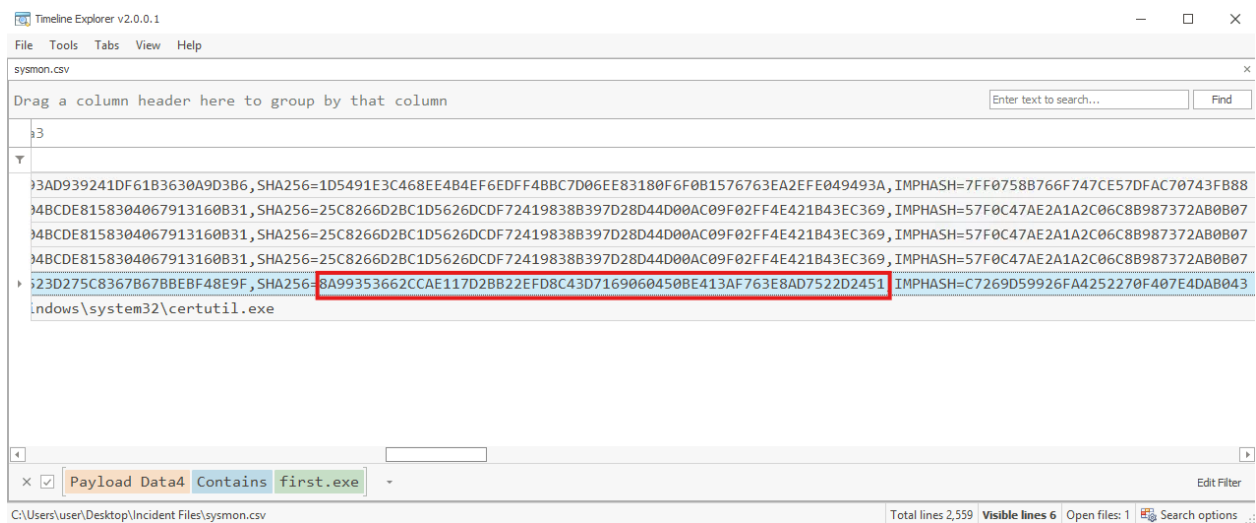 Timeline Explorer v2.0.0.1
File Tools Tabs View Help
sysmon.csv
Drag a column header here to group by that column
Enter text to search...
Find
a3
93AD939241DF61B3630A9D3B6,SHA256=1D5491E3C468EE4B4EF6EDFF4BBC7D06EE83180F6F0B1576763EA2EFE049493A,IMPHASH=7FF0758B766F747CE57DFAC70743FB88
94BCDE8158304067913160B31,SHA256=25C8266D2BC1D5626DCDF72419838B397D28D44D00AC09F02FF4E421B43EC369,IMPHASH=57F0C47AE2A1A2C06C8B987372AB0B07
94BCDE8158304067913160B31,SHA256=25C8266D2BC1D5626DCDF72419838B397D28D44D00AC09F02FF4E421B43EC369,IMPHASH=57F0C47AE2A1A2C06C8B987372AB0B07
94BCDE8158304067913160B31,SHA256=25C8266D2BC1D5626DCDF72419838B397D28D44D00AC09F02FF4E421B43EC369,IMPHASH=57F0C47AE2A1A2C06C8B987372AB0B07
523D275C8367B67BBEBF48E9F,SHA256=8A99353662CCAE117D2BB22EFD8C43D7169060450BE413AF763E8AD7522D2451,IMPHASH=C7269D59926FA4252270F407E4DAB043
indows\system32\certutil.exe
Payload Data4 Contains first.exe
Edit Filter
C:\Users\user\Desktop\Incident Files\sysmon.csv
Total lines 2,559 Visible lines 6 Open files: 1 Search options